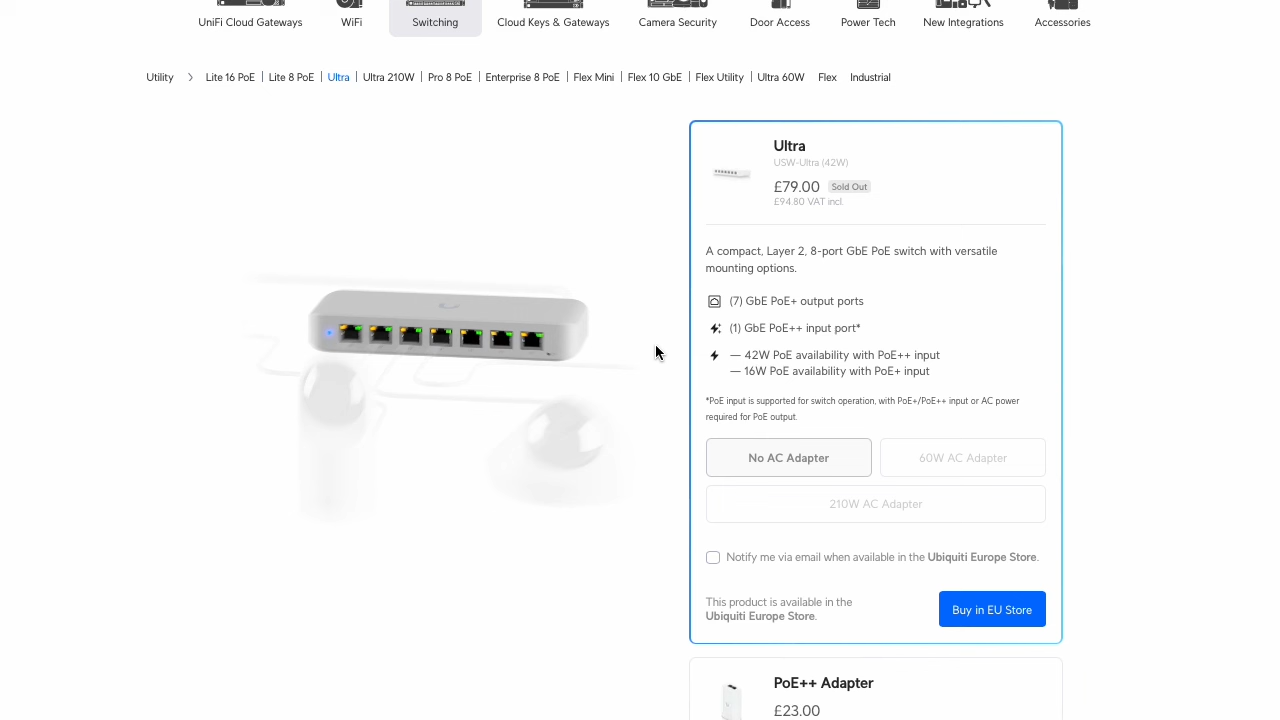 UniFi Cloud Gateways
WiFi
Switching
Cloud Keys & Gateways
Camera Security
Door Access
Power Tech
New Integrations
Accessories
Utility
Lite 16 PoE
Lite 8 PoE
Ultra
Ultra 210W
Pro 8 PoE
Enterprise 8 PoE
Flex Mini
Flex 10 GbE
Flex Utility
Ultra 60W
Flex
Industrial
Ultra
USW-Ultra (42W)
£79.00 Sold Out
£94.80 VAT incl.
A compact, Layer 2, 8-port GbE PoE switch with versatile
mounting options.
(7) GbE PoE+ output ports
(1) GbE PoE++ input port*
— 42W PoE availability with PoE++ input
— 16W PoE availability with PoE+ input
*PoE input is supported for switch operation, with PoE+/PoE++ input or AC power
required for PoE output.
No AC Adapter
60W AC Adapter
210W AC Adapter
Notify me via email when available in the Ubiquiti Europe Store.
This product is available in the
Ubiquiti Europe Store.
Buy in EU Store
PoE++ Adapter
£23.00